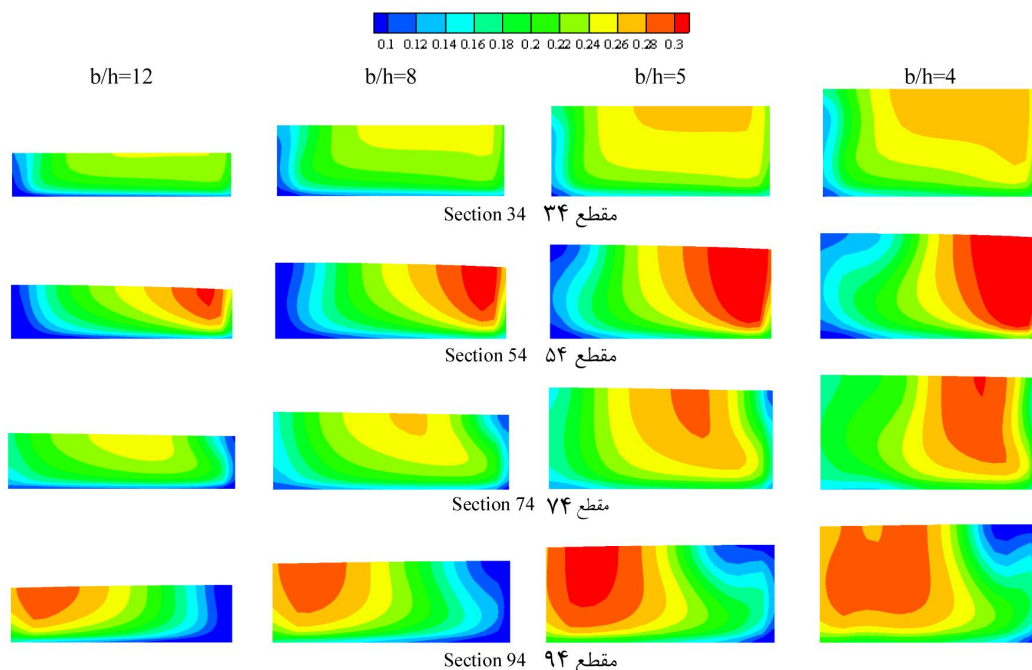 0.1 0.12 0.14 0.16 0.18 0.2 0.22 0.24 0.26 0.28 0.3
b/h=12 b/h=8 b/h=5 b/h=4
Section 34 مقطع ۳۴
Section 54 مقطع ۵۴
Section 74 مقطع ۷۴
Section 94 مقطع ۹۴